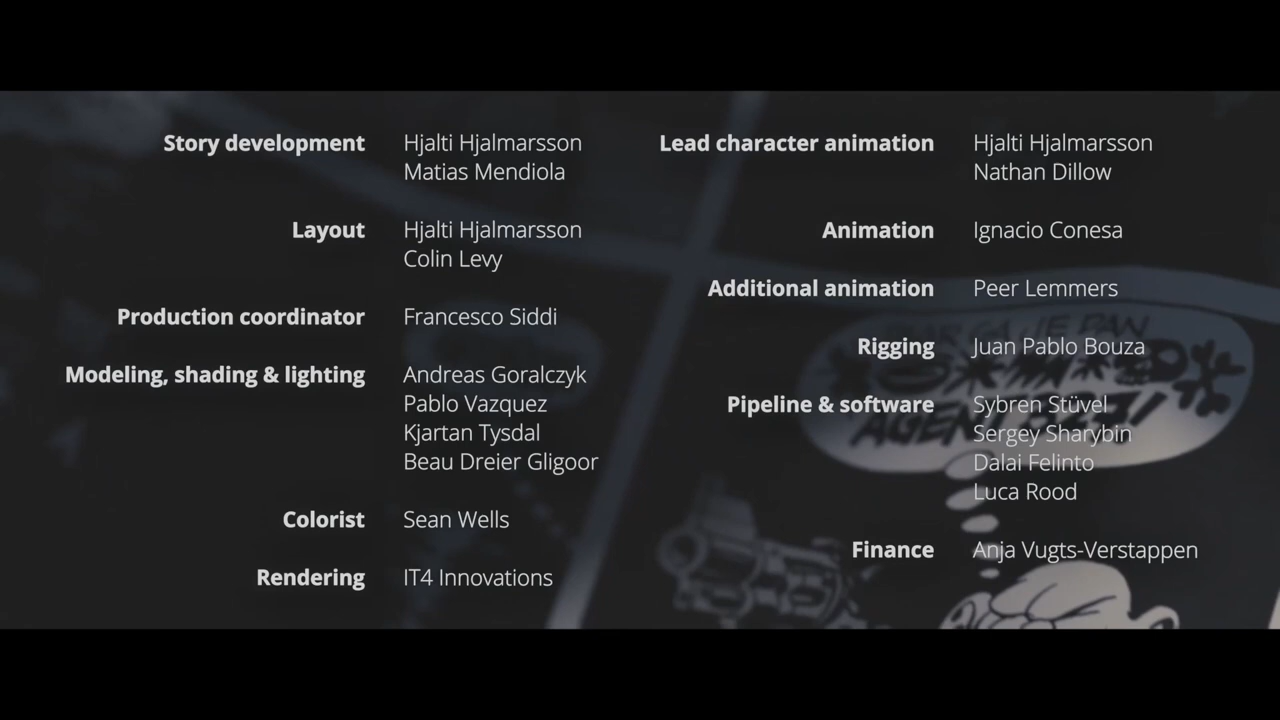 Story development Hjalti Hjalmarsson
Matias Mendiola
Layout Hjalti Hjalmarsson
Colin Levy
Production coordinator Francesco Siddi
Modeling, shading & lighting Andreas Goralczyk
Pablo Vazquez
Kjartan Tysdal
Beau Dreier Gligoor
Colorist Sean Wells
Rendering IT4 Innovations
Lead character animation Hjalti Hjalmarsson
Nathan Dillow
Animation Ignacio Conesa
Additional animation Peer Lemmers
Rigging Juan Pablo Bouza
Pipeline & software Sybren Stüvel
Sergey Sharybin
Dalai Felinto
Luca Rood
Finance Anja Vugts-Verstappen